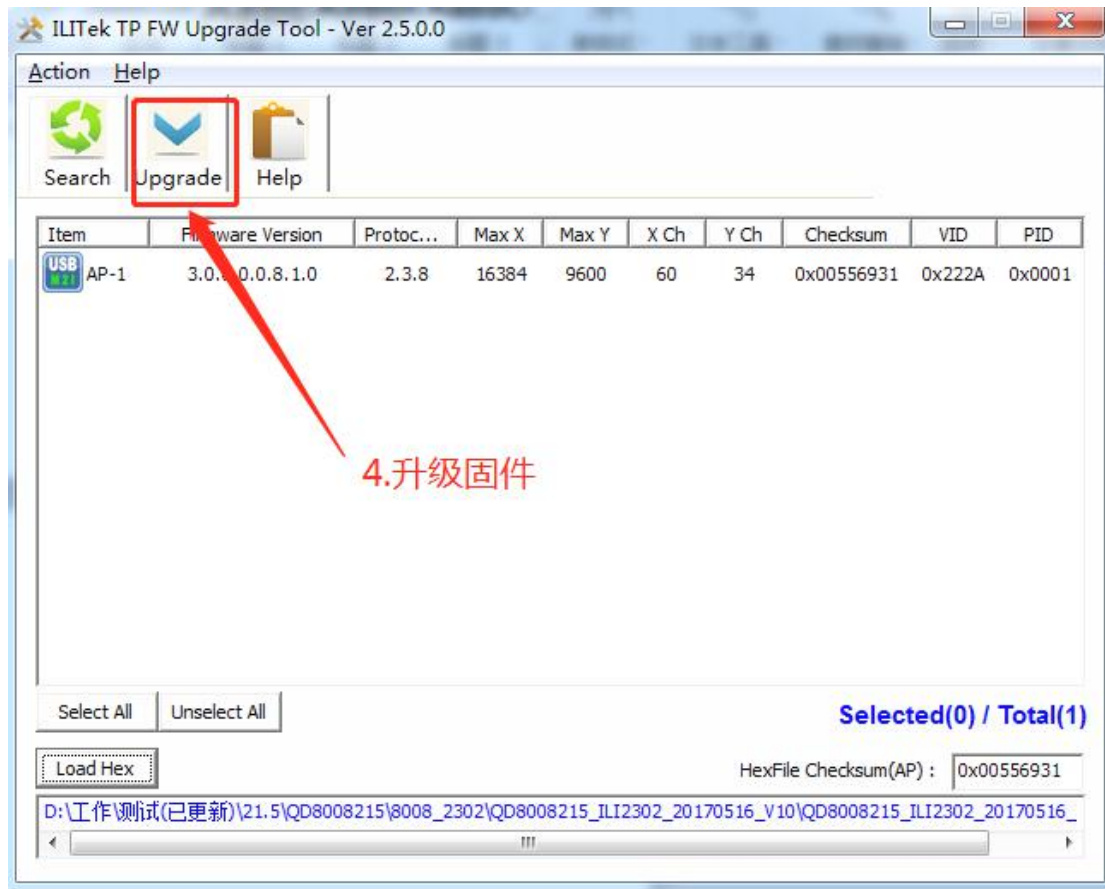 ILITek TP FW Upgrade Tool - Ver 2.5.0.0
Action Help
Search Upgrade Help
Item Firmware Version Protoc... Max X Max Y X Ch Y Ch Checksum VID PID
USB AP-1 2.3.8 16384 9600 60 34 0x00556931 0x222A 0x0001
4.升级固件
Select All Unselect All Selected(0) / Total(1)
Load Hex HexFile Checksum(AP) : 0x00556931
D:\工作\测试(已更新)\21.5\QD8008215\8008_2302\QD8008215_ILI2302_20170516_V10\QD8008215_ILI2302_20170516_